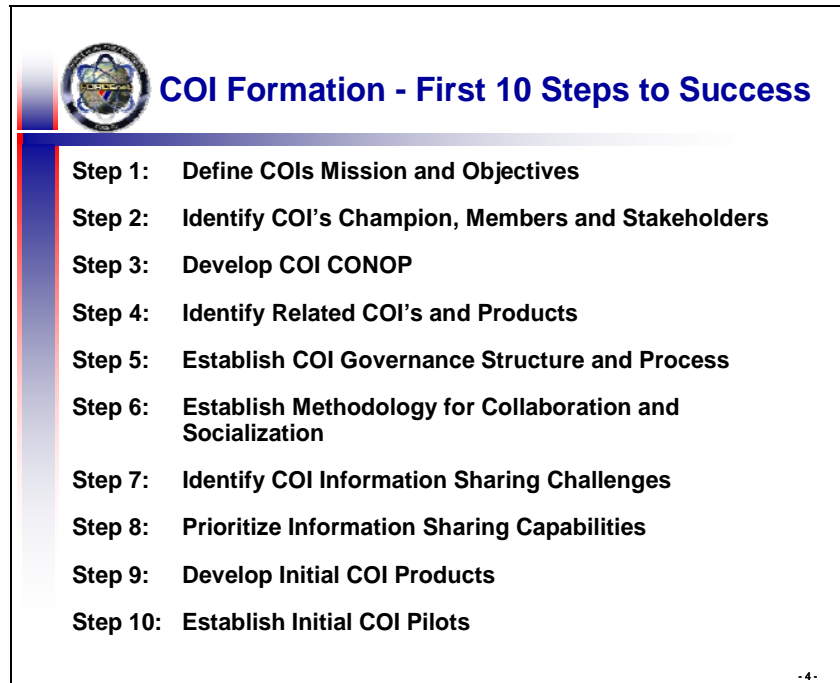 COI Formation - First 10 Steps to Success
Step 1: Define COIs Mission and Objectives
Step 2: Identify COI's Champion, Members and Stakeholders
Step 3: Develop COI CONOP
Step 4: Identify Related COI's and Products
Step 5: Establish COI Governance Structure and Process
Step 6: Establish Methodology for Collaboration and
Socialization
Step 7: Identify COI Information Sharing Challenges
Step 8: Prioritize Information Sharing Capabilities
Step 9: Develop Initial COI Products
Step 10: Establish Initial COI Pilots
- 4 -